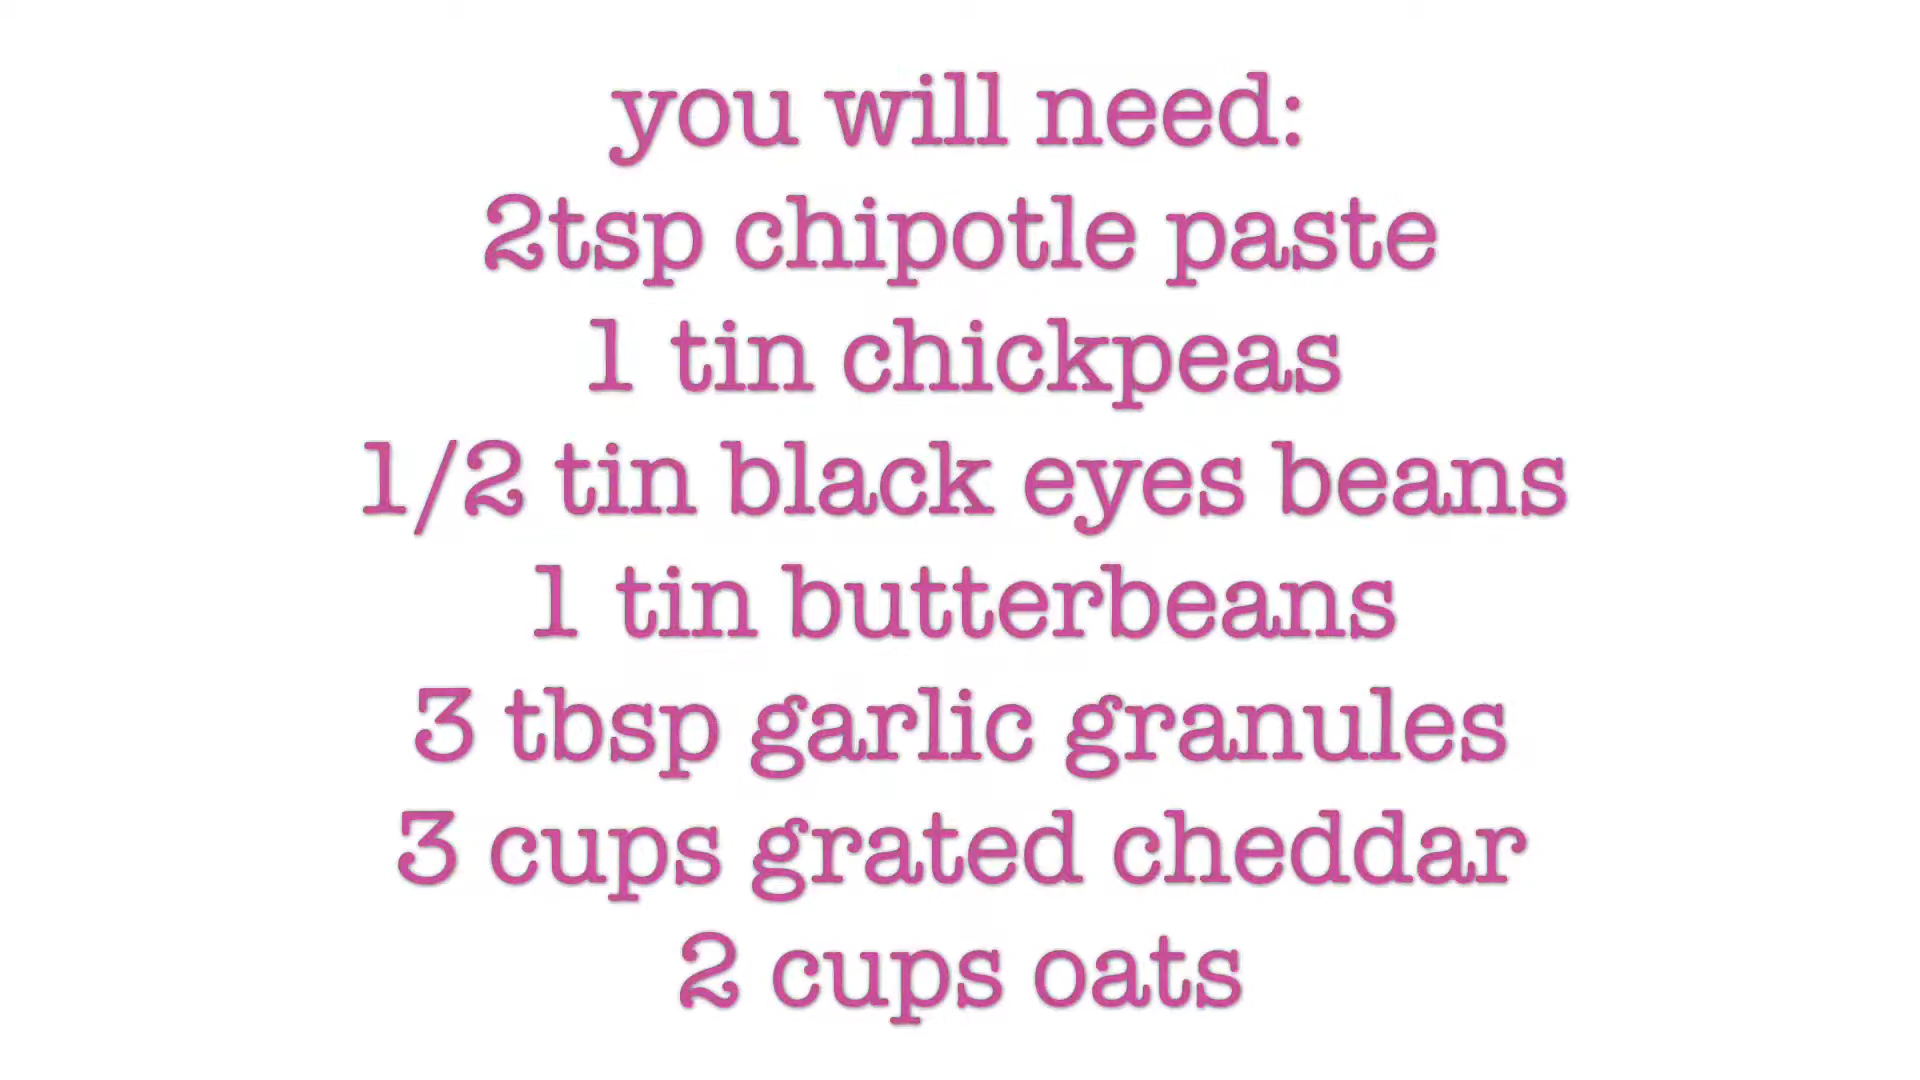 you will need:
2tsp chipotle paste
1 tin chickpeas
1/2 tin black eyes beans
1 tin butterbeans
3 tbsp garlic granules
3 cups grated cheddar
2 cups oats